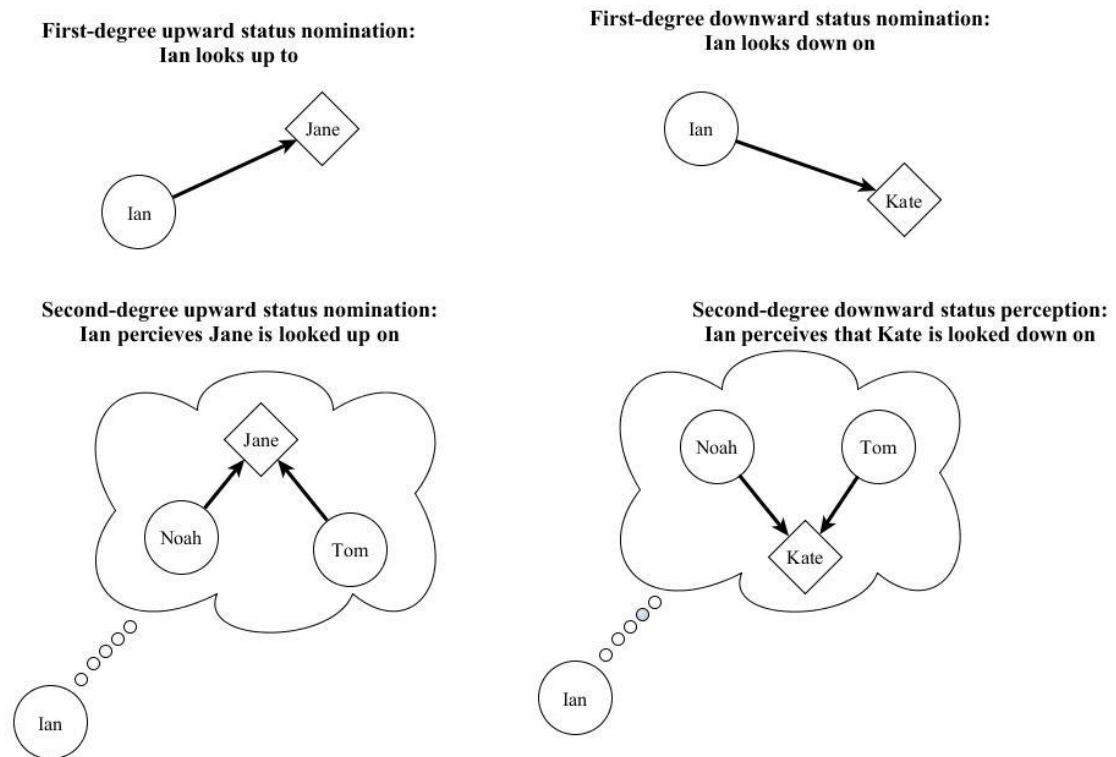 First-degree upward status nomination:
Ian looks up to
Jane
Ian
First-degree downward status nomination:
Ian looks down on
Ian
Kate
Second-degree upward status nomination:
Ian percieves Jane is looked up on
Jane
Noah
Tom
Ian
Second-degree downward status perception:
Ian perceives that Kate is looked down on
Noah
Tom
Kate
Ian